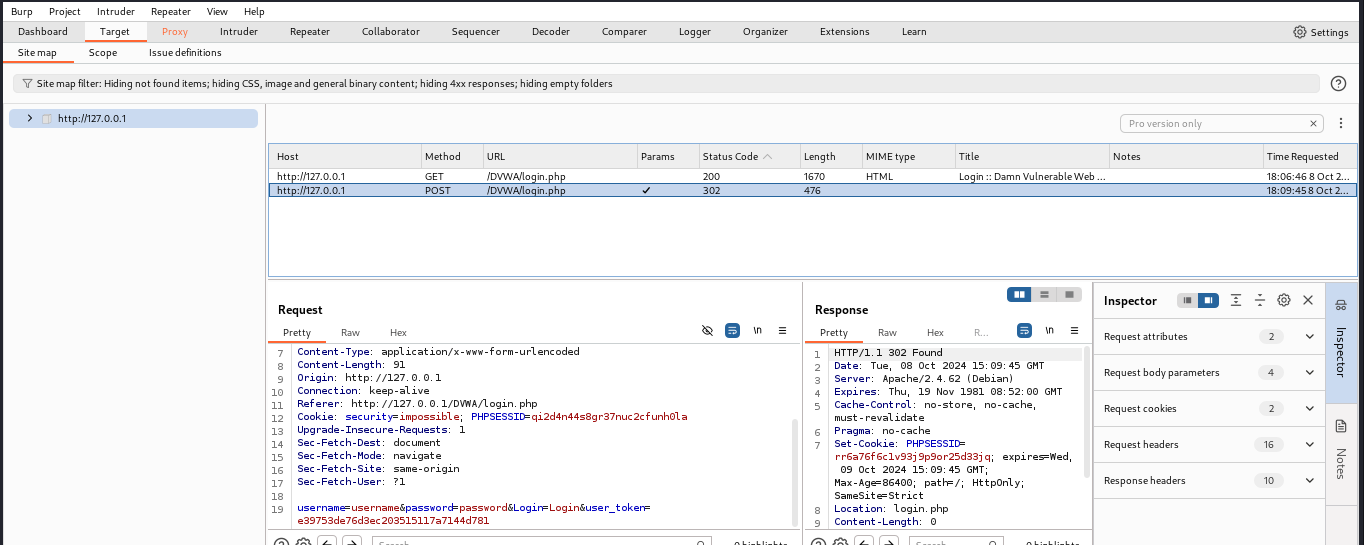 Burp Project Intruder Repeater View Help
Dashboard Target Proxy Intruder Repeater Collaborator Sequencer Decoder Comparer Logger Organizer Extensions Learn Settings
Site map Scope Issue definitions
Site map filter: Hiding not found items; hiding CSS, image and general binary content; hiding 4xx responses; hiding empty folders
http://127.0.0.1
Pro version only
Host Method URL Params Status Code Length MIME type Title Notes Time Requested
http://127.0.0.1 GET /DVWA/login.php 200 1670 HTML Login :: Damn Vulnerable Web ... 18:06:46 8 Oct 2...
http://127.0.0.1 POST /DVWA/login.php ✓ 302 476 18:09:45 8 Oct 2...
Request
Pretty Raw Hex \n
7 Content-Type: application/x-www-form-urlencoded
8 Content-Length: 91
9 Origin: http://127.0.0.1
10 Connection: keep-alive
11 Referer: http://127.0.0.1/DVWA/login.php
12 Cookie: security=impossible; PHPSESSID=qi2d4n44s8gr37nuc2cfunh0la
13 Upgrade-Insecure-Requests: 1
14 Sec-Fetch-Dest: document
15 Sec-Fetch-Mode: navigate
16 Sec-Fetch-Site: same-origin
17 Sec-Fetch-User: ?1
18
19 username=username&password=password&Login=Login&user_token=
e39753de76d3ec203515117a7144d781
Search 0 highlights
Response
Pretty Raw Hex R... \n
1 HTTP/1.1 302 Found
2 Date: Tue, 08 Oct 2024 15:09:45 GMT
3 Server: Apache/2.4.62 (Debian)
4 Expires: Thu, 19 Nov 1981 08:52:00 GMT
5 Cache-Control: no-store, no-cache,
must-revalidate
6 Pragma: no-cache
7 Set-Cookie: PHPSESSID=
rr6a76f6c1v93j9p9or25d33jq; expires=Wed,
09 Oct 2024 15:09:45 GMT;
Max-Age=86400; path=/; HttpOnly;
SameSite=Strict
8 Location: login.php
9 Content-Length: 0
Search 0 highlights
Inspector
Request attributes 2
Request body parameters 4
Request cookies 2
Request headers 16
Response headers 10
Inspector
Notes